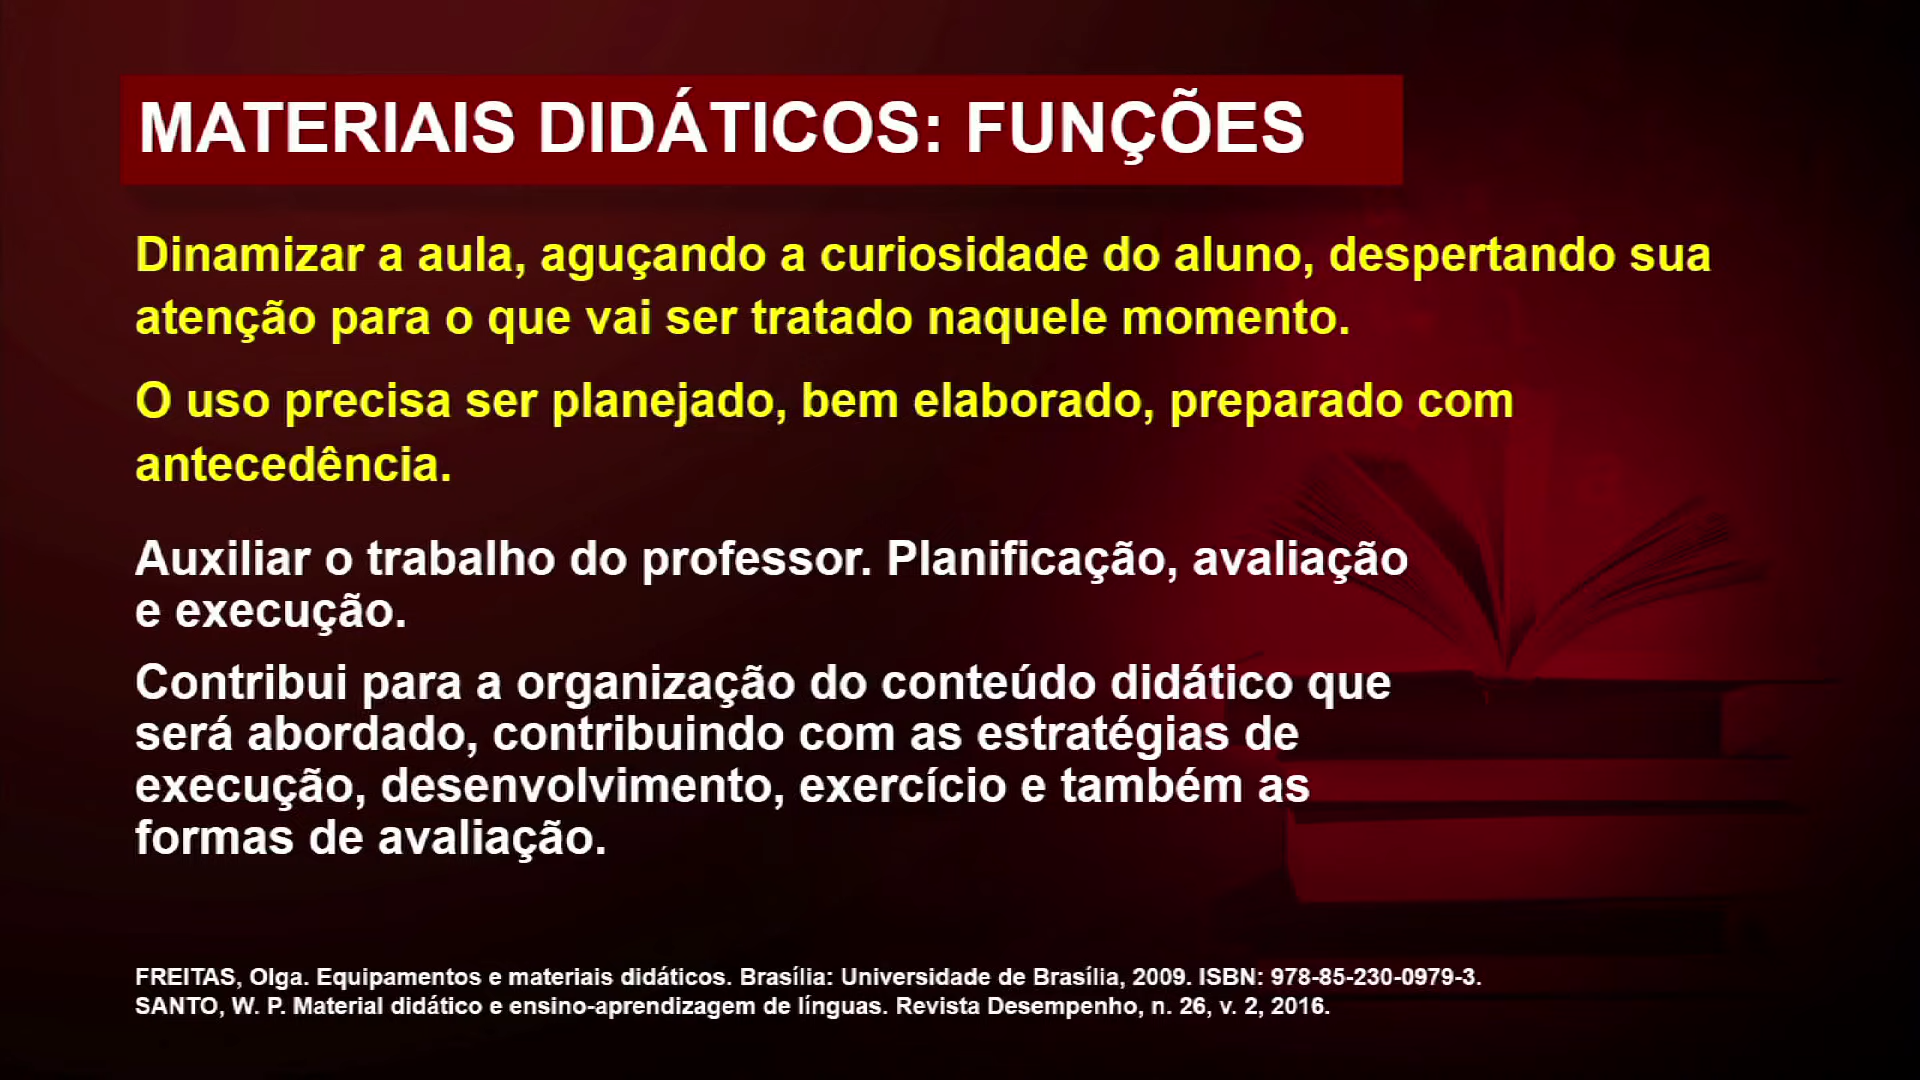 MATERIAIS DIDÁTICOS: FUNÇÕES
Dinamizar a aula, aguçando a curiosidade do aluno, despertando sua
atenção para o que vai ser tratado naquele momento.
O uso precisa ser planejado, bem elaborado, preparado com
antecedência.
Auxiliar o trabalho do professor. Planificação, avaliação
e execução.
Contribui para a organização do conteúdo didático que
será abordado, contribuindo com as estratégias de
execução, desenvolvimento, exercício e também as
formas de avaliação.
FREITAS, Olga. Equipamentos e materiais didáticos. Brasília: Universidade de Brasília, 2009. ISBN: 978-85-230-0979-3.
SANTO, W. P. Material didático e ensino-aprendizagem de línguas. Revista Desempenho, n. 26, v. 2, 2016.